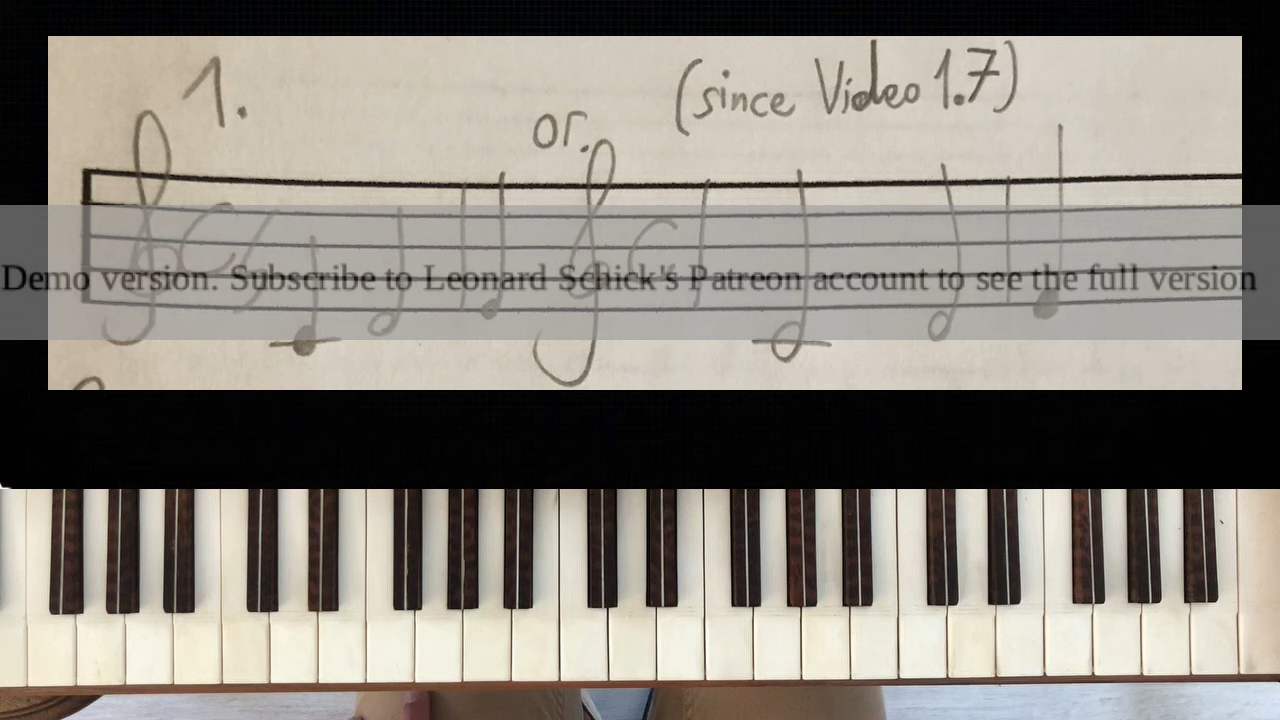 1.
or.
(since Video 1.7)
Demo version. Subscribe to Leonard Schick's Patreon account to see the full version